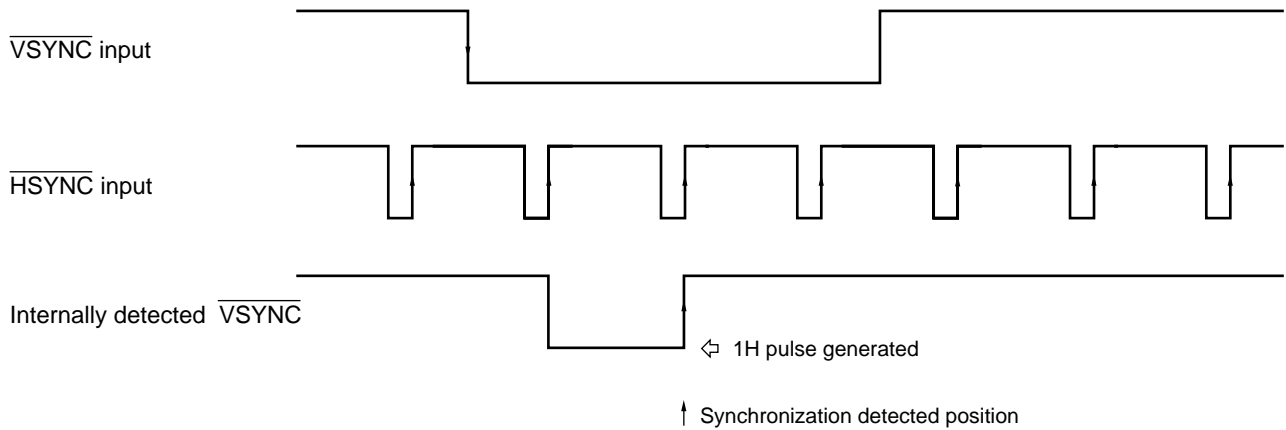 VSYNC input
HSYNC input
Internally detected VSYNC
1H pulse generated
Synchronization detected position